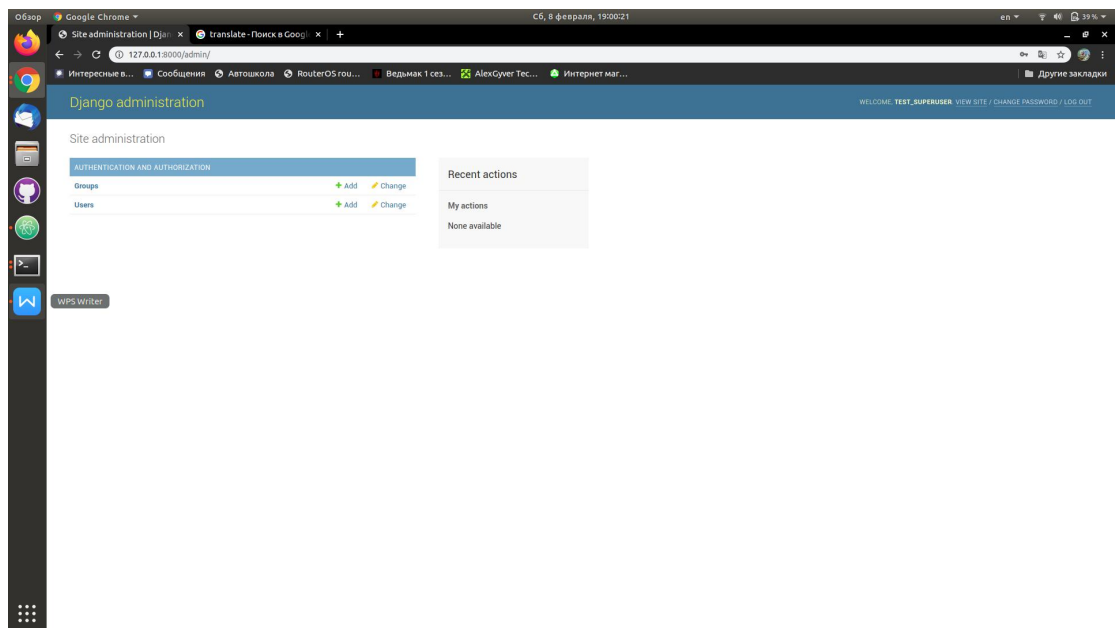 Обзор Google Chrome Сб, 8 февраля, 19:00:21 en 39 %
Site administration | Djan translate - Поиск в Googl
127.0.0.1:8000/admin/
Интересные в… Сообщения Автошкола RouterOS rou… Ведьмак 1 сез… AlexGyver Tec… Интернет маг… Другие закладки
Django administration
WELCOME, TEST_SUPERUSER. VIEW SITE / CHANGE PASSWORD / LOG OUT
Site administration
AUTHENTICATION AND AUTHORIZATION
Groups Add Change
Users Add Change
Recent actions
My actions
None available
WPS Writer